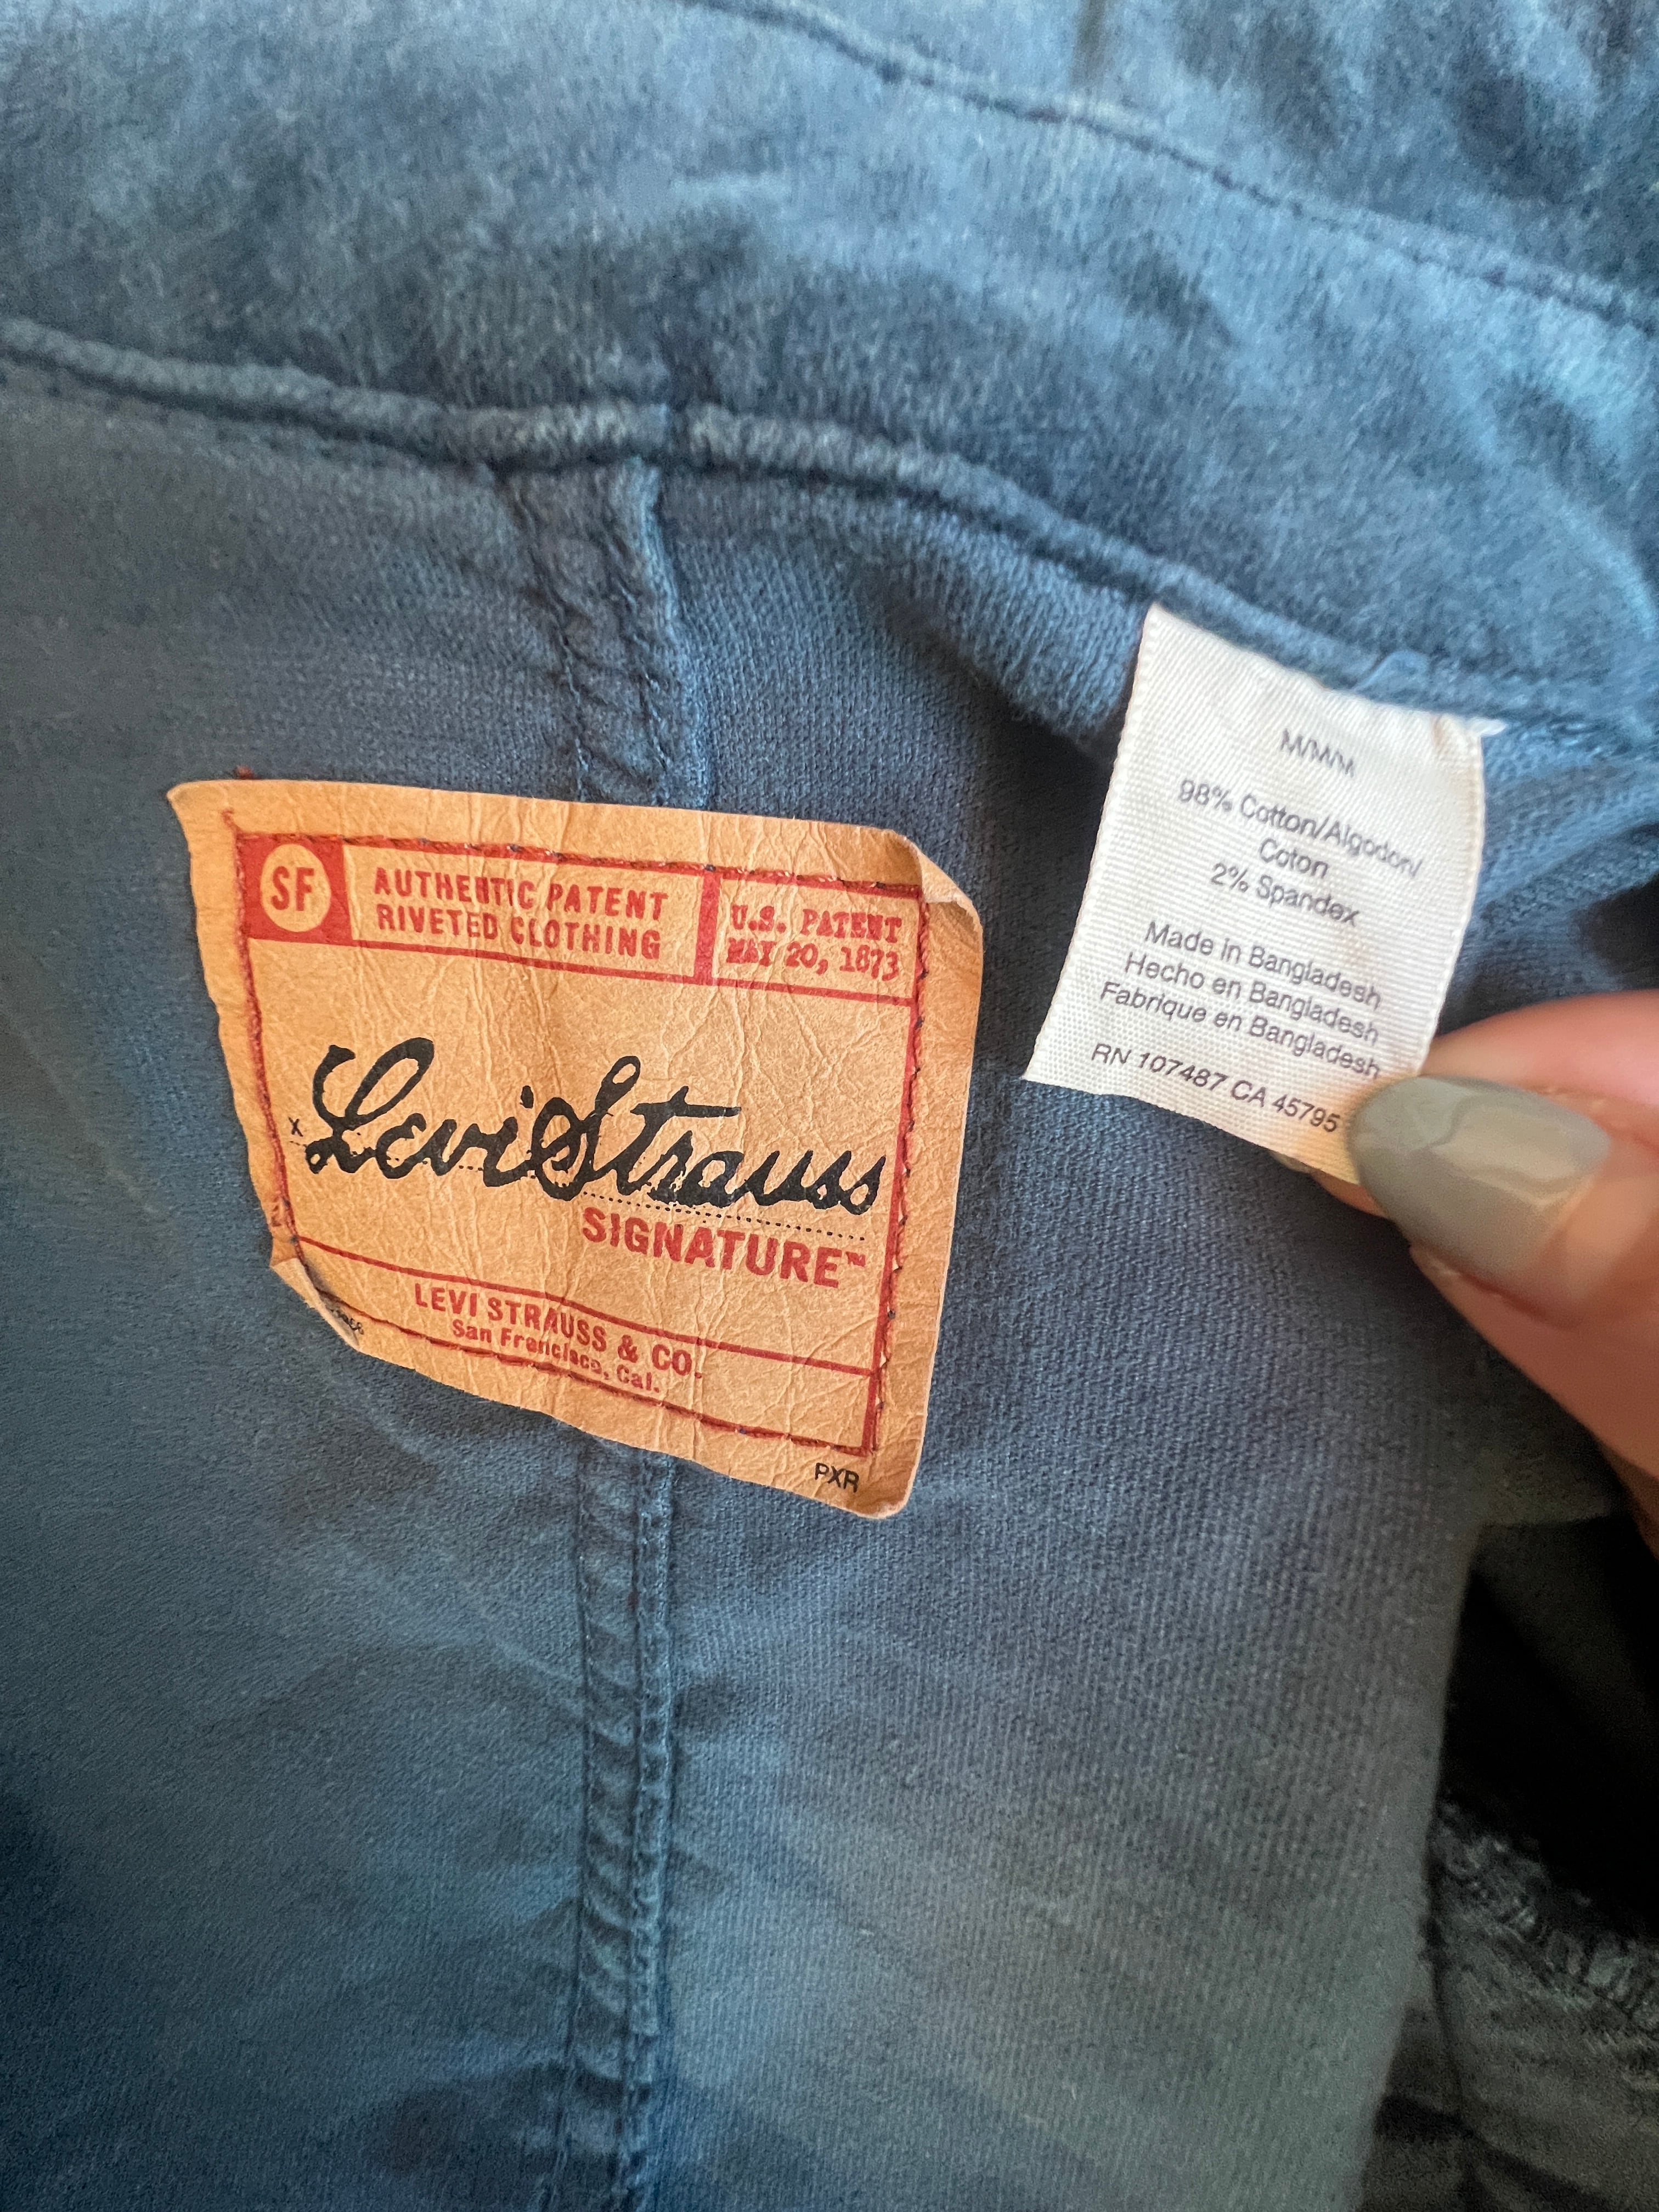 SF
AUTHENTIC PATENT
RIVETED CLOTHING
U.S. PATENT
MAY 20, 1873
x
Levi Strauss
SIGNATURE™
LEVI STRAUSS & CO.
San Francisco, Cal.
PXR
M/M/M
98% Cotton/Algodon/
Coton
2% Spandex
Made in Bangladesh
Hecho en Bangladesh
Fabrique en Bangladesh
RN 107487 CA 45795